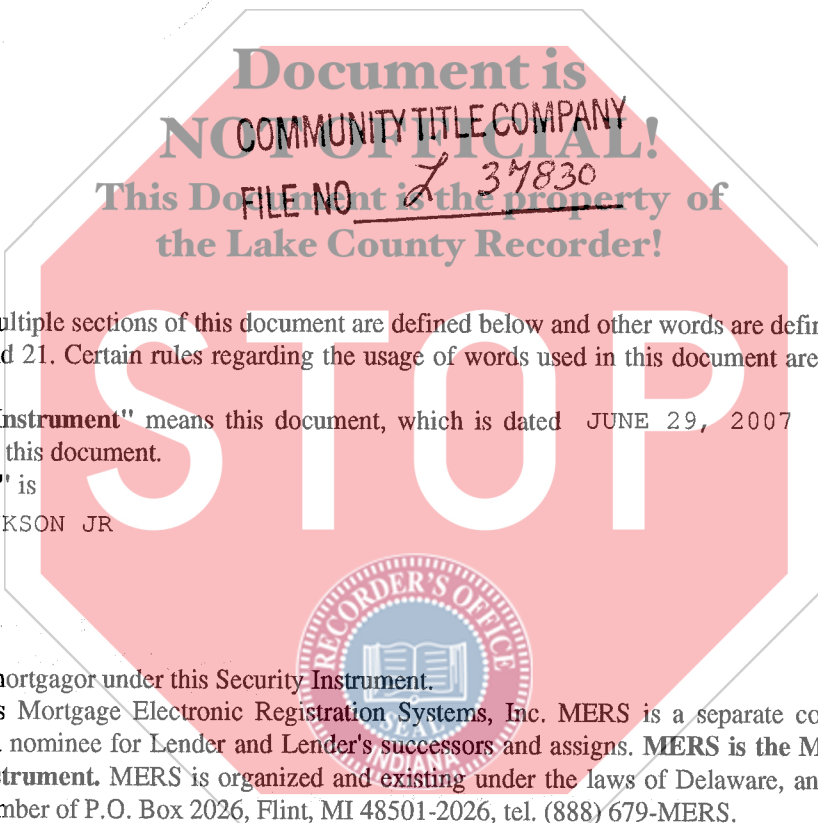 Document is
COMMUNITY TITLE COMPANY
NOT OFFICIAL!
This Document is the property of
FILE NO L 37830
the Lake County Recorder!
ultiple sections of this document are defined below and other words are defin
d 21. Certain rules regarding the usage of words used in this document are
Instrument" means this document, which is dated JUNE 29, 2007
this document.
" is
KSON JR
STOP
RECORDER'S OFFICE
SEAL
INDIANA
nortgagor under this Security Instrument.
s Mortgage Electronic Registration Systems, Inc. MERS is a separate co
nominee for Lender and Lender's successors and assigns. MERS is the M
strument. MERS is organized and existing under the laws of Delaware, an
mber of P.O. Box 2026, Flint, MI 48501-2026, tel. (888) 679-MERS.